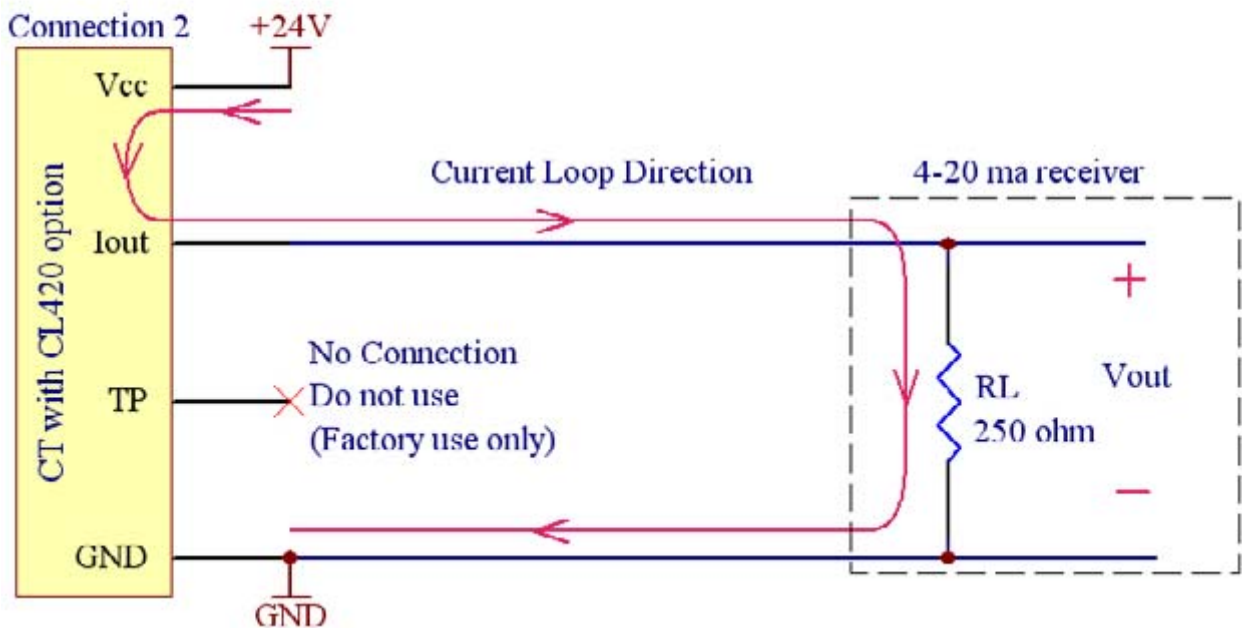 Connection 2
+24V
Vcc
Current Loop Direction
4-20 ma receiver
CT with CL420 option
Iout
+
No Connection
Do not use
(Factory use only)
TP
RL
250 ohm
Vout
−
GND
GND